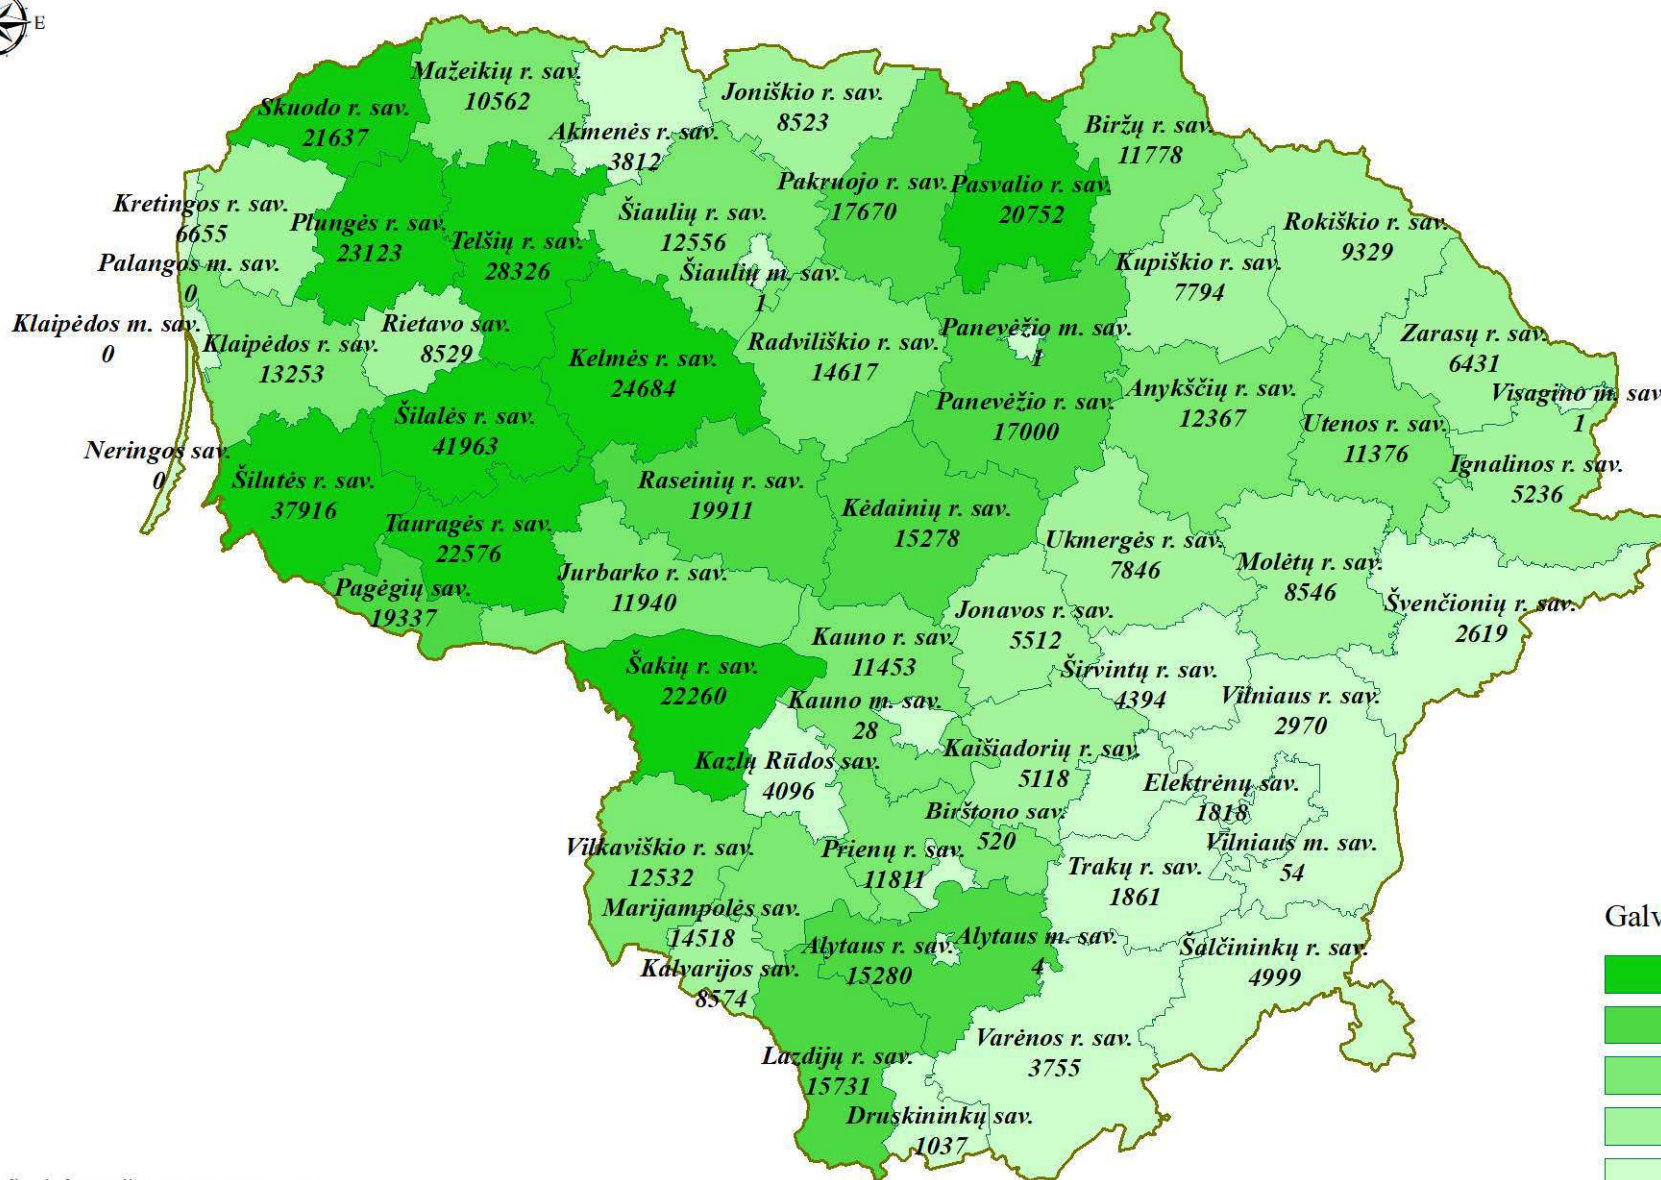 E
Mažeikių r. sav.
10562
Skuodo r. sav.
21637
Akmenės r. sav.
3812
Joniškio r. sav.
8523
Biržų r. sav.
11778
Pakruojo r. sav.
17670
Pasvalio r. sav.
20752
Kretingos r. sav.
6655
Plungės r. sav.
23123
Telšių r. sav.
28326
Šiaulių r. sav.
12556
Rokiškio r. sav.
9329
Palangos m. sav.
0
Šiaulių m. sav.
1
Kupiškio r. sav.
7794
Klaipėdos m. sav.
0
Klaipėdos r. sav.
13253
Rietavo sav.
8529
Kelmės r. sav.
24684
Radviliškio r. sav.
14617
Panevėžio m. sav.
1
Zarasų r. sav.
6431
Visagino m. sav
1
Šilalės r. sav.
41963
Panevėžio r. sav.
17000
Anykščių r. sav.
12367
Utenos r. sav.
11376
Neringos sav.
0
Šilutės r. sav.
37916
Raseinių r. sav.
19911
Ignalinos r. sav.
5236
Tauragės r. sav.
22576
Kėdainių r. sav.
15278
Ukmergės r. sav.
7846
Molėtų r. sav.
8546
Pagėgių sav.
19337
Jurbarko r. sav.
11940
Jonavos r. sav.
5512
Švenčionių r. sav.
2619
Šakių r. sav.
22260
Kauno r. sav.
11453
Širvintų r. sav.
4394
Vilniaus r. sav.
2970
Kauno m. sav.
28
Kazlų Rūdos sav.
4096
Kaišiadorių r. sav.
5118
Elektrėnų sav.
1818
Birštono sav.
520
Vilkaviškio r. sav.
12532
Prienų r. sav.
11811
Vilniaus m. sav.
54
Trakų r. sav.
1861
Marijampolės sav.
14518
Alytaus r. sav.
15280
Alytaus m. sav.
4
Šalčininkų r. sav.
4999
Kalvarijos sav.
8574
Galv
Lazdijų r. sav.
15731
Varėnos r. sav.
3755
Druskininkų sav.
1037